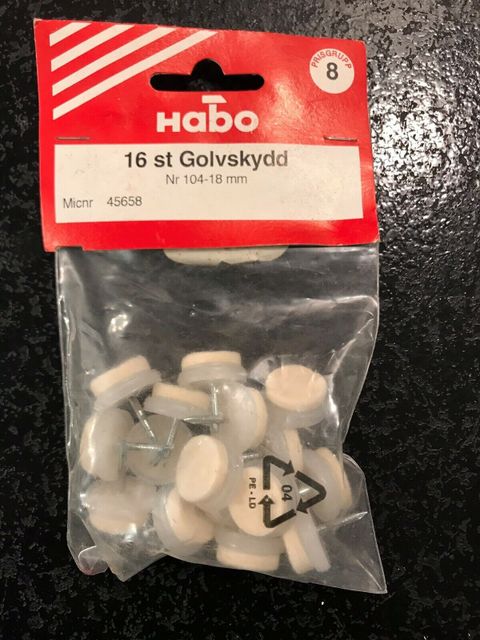 PRISGRUPP
8
Habo
16 st Golvskydd
Nr 104-18 mm
Micnr 45658
04
PE-LD